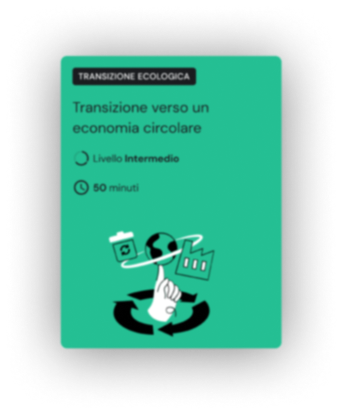 TRANSIZIONE ECOLOGICA
Transizione verso un
economia circolare
Livello Intermedio
50 minuti